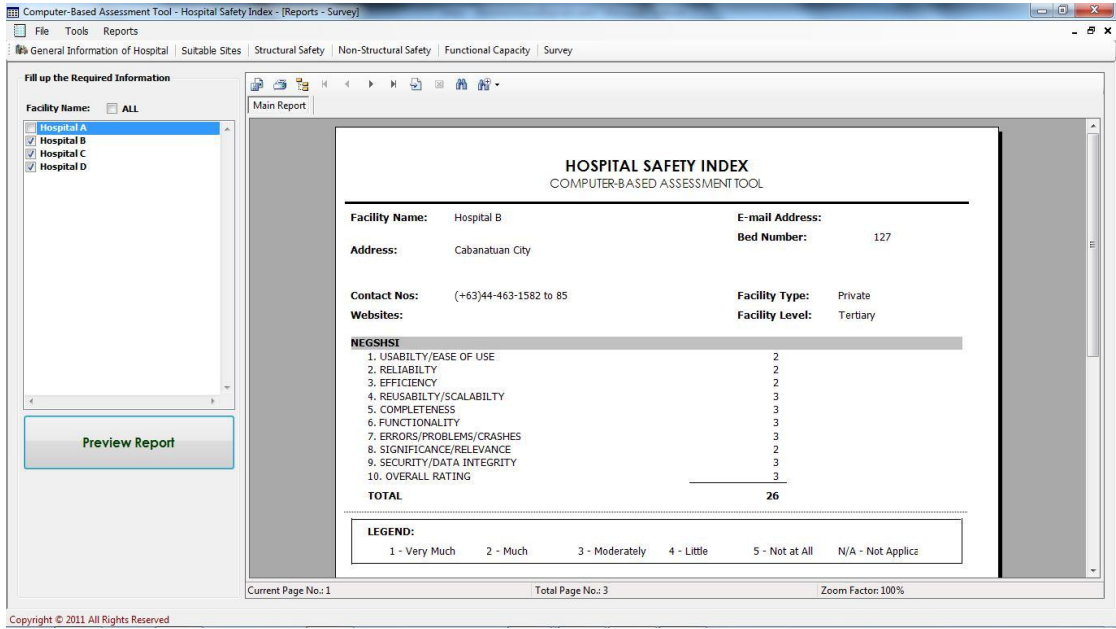 Computer-Based Assessment Tool - Hospital Safety Index - [Reports - Survey]
File Tools Reports
General Information of Hospital Suitable Sites Structural Safety Non-Structural Safety Functional Capacity Survey
Fill up the Required Information
Facility Name: ALL
Hospital A
Hospital B
Hospital C
Hospital D
Preview Report
Main Report
HOSPITAL SAFETY INDEX
COMPUTER-BASED ASSESSMENT TOOL
Facility Name: Hospital B E-mail Address:
Bed Number: 127
Address: Cabanatuan City
Contact Nos: (+63)44-463-1582 to 85 Facility Type: Private
Websites: Facility Level: Tertiary
NEGSHSI
1. USABILTY/EASE OF USE 2
2. RELIABILTY 2
3. EFFICIENCY 2
4. REUSABILTY/SCALABILTY 3
5. COMPLETENESS 3
6. FUNCTIONALITY 3
7. ERRORS/PROBLEMS/CRASHES 3
8. SIGNIFICANCE/RELEVANCE 2
9. SECURITY/DATA INTEGRITY 3
10. OVERALL RATING 3
TOTAL 26
LEGEND:
1 - Very Much 2 - Much 3 - Moderately 4 - Little 5 - Not at All N/A - Not Applica
Current Page No.: 1 Total Page No.: 3 Zoom Factor: 100%
Copyright © 2011 All Rights Reserved